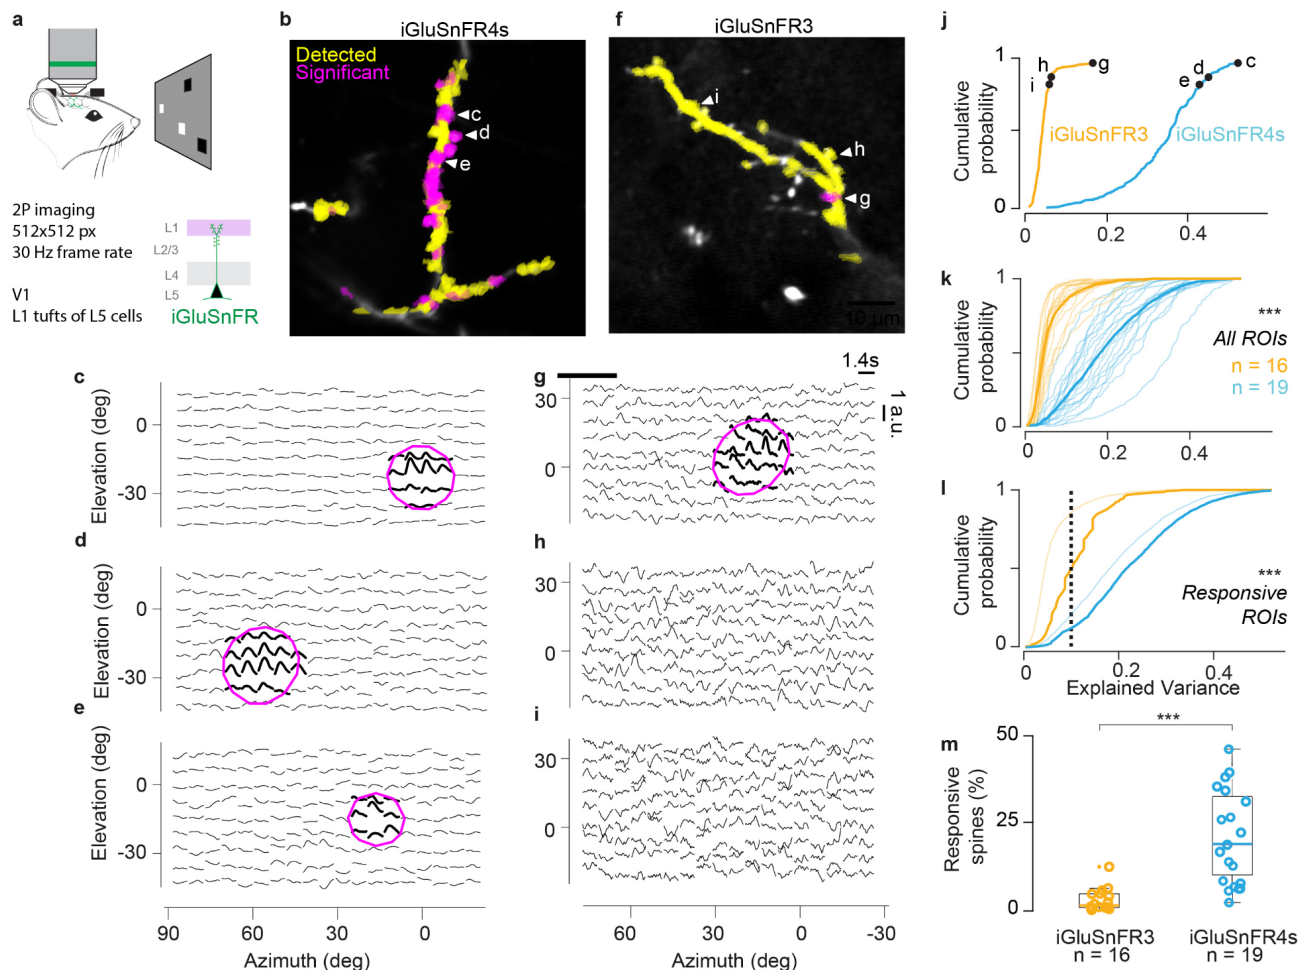 a
2P imaging
512x512 px
30 Hz frame rate
V1
L1 tufts of L5 cells
L1
L2/3
L4
L5
iGluSnFR
b
iGluSnFR4s
Detected
Significant
c
d
e
f
iGluSnFR3
i
h
g
10 µm
c
Elevation (deg)
0
-30
d
Elevation (deg)
0
-30
e
Elevation (deg)
0
-30
90
60
30
0
Azimuth (deg)
g
1.4s
1 a.u.
30
0
h
30
0
i
30
0
60
30
0
-30
Azimuth (deg)
j
Cumulative
probability
1
0
h
g
i
d
c
e
iGluSnFR3
iGluSnFR4s
0
0.2
0.4
k
Cumulative
probability
1
0
***
All ROIs
n = 16
n = 19
0
0.2
0.4
l
Cumulative
probability
1
0
***
Responsive
ROIs
0
0.2
0.4
Explained Variance
m
Responsive
spines (%)
50
25
0
***
iGluSnFR3
n = 16
iGluSnFR4s
n = 19